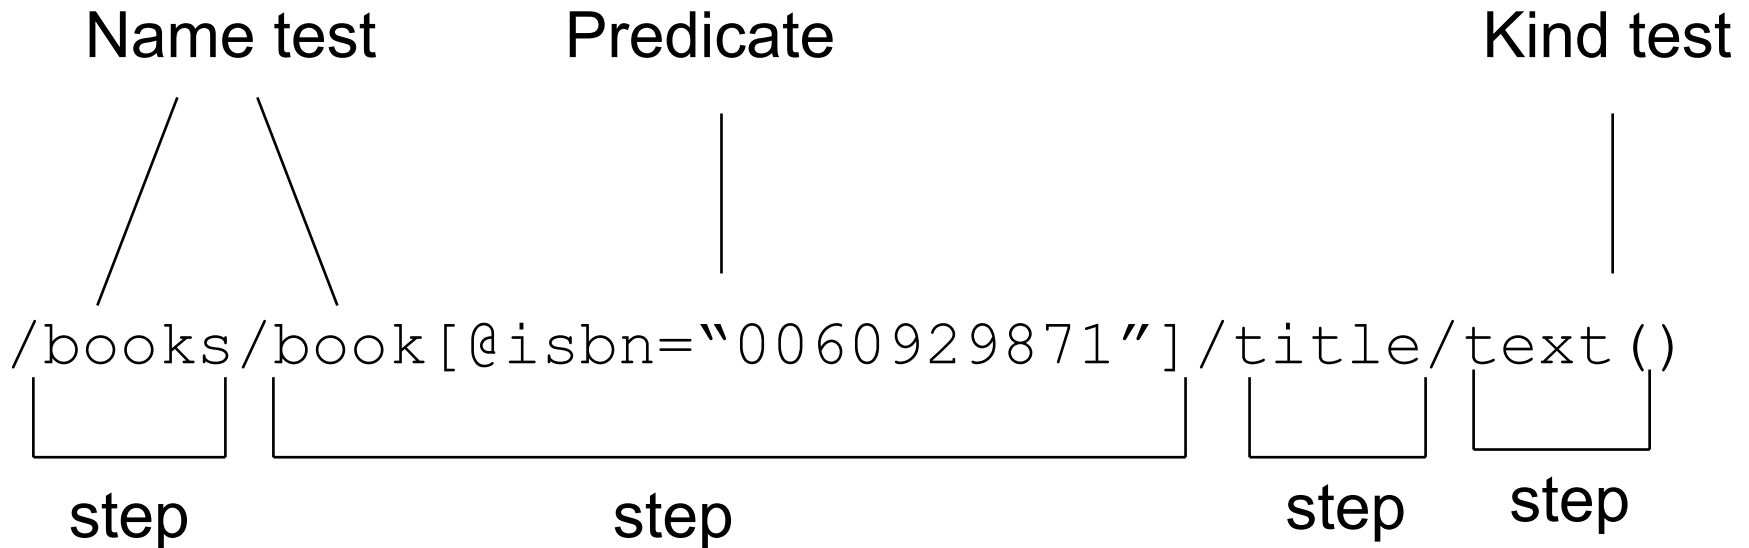 Name test Predicate Kind test
/books/book[@isbn=“0060929871”]/title/text()
step step step step